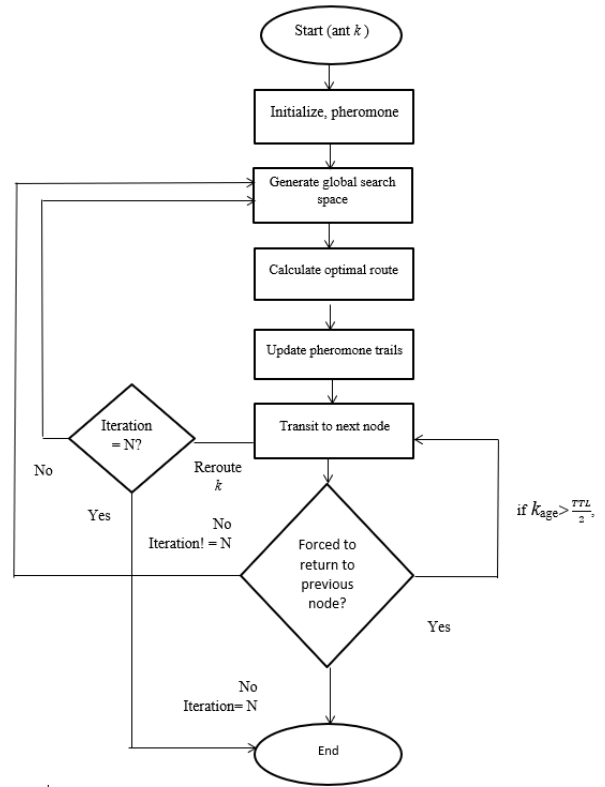 Start (ant k )
Initialize, pheromone
Generate global search
space
Calculate optimal route
Update pheromone trails
Transit to next node
Iteration
= N?
No
Reroute
k
Yes
No
Iteration! = N
Forced to
return to
previous
node?
if k_age> TTL/2,
Yes
No
Iteration= N
End